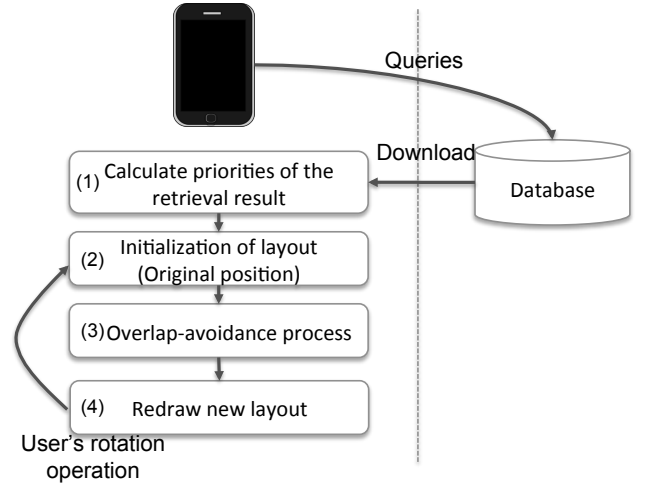 Queries
Download
Database
(1) Calculate priorities of the
retrieval result
(2) Initialization of layout
(Original position)
(3) Overlap-avoidance process
(4) Redraw new layout
User's rotation
operation